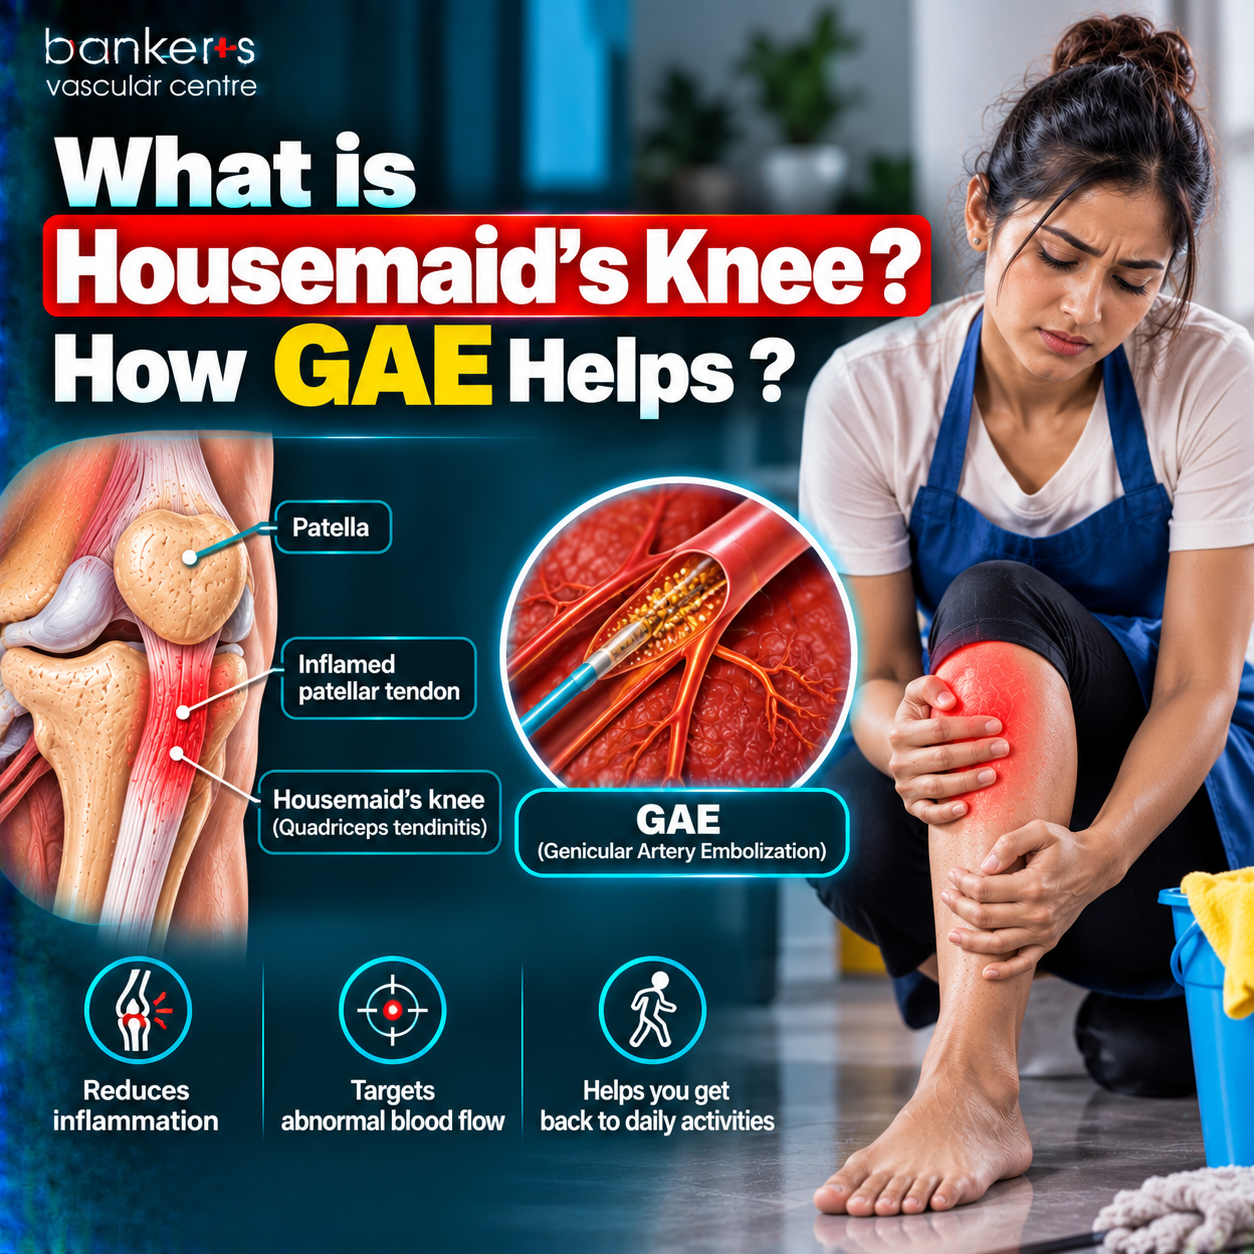 banker+s
vascular centre
What is
Housemaid's Knee?
How GAE Helps ?
Patella
Inflamed
patellar tendon
Housemaid's knee
(Quadriceps tendinitis)
GAE
(Genicular Artery Embolization)
Reduces
inflammation
Targets
abnormal blood flow
Helps you get
back to daily activities